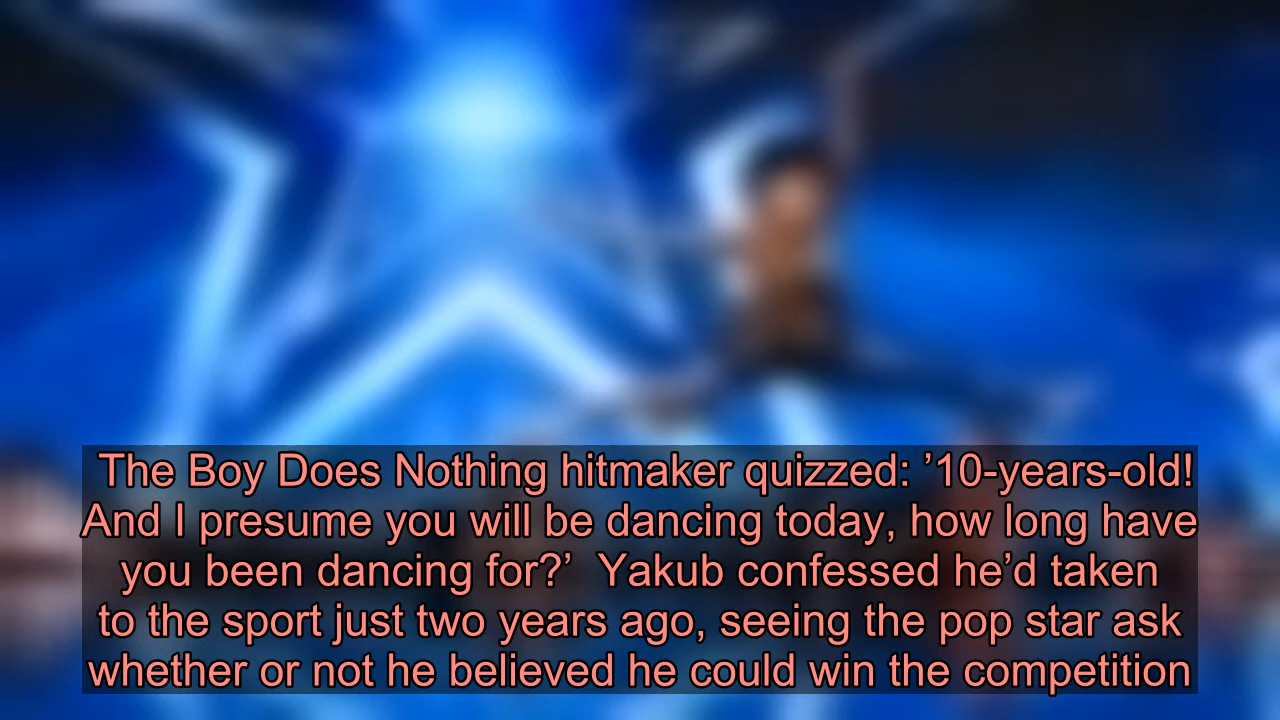 The Boy Does Nothing hitmaker quizzed: ’10-years-old!
And I presume you will be dancing today, how long have
you been dancing for?’  Yakub confessed he’d taken
to the sport just two years ago, seeing the pop star ask
whether or not he believed he could win the competition